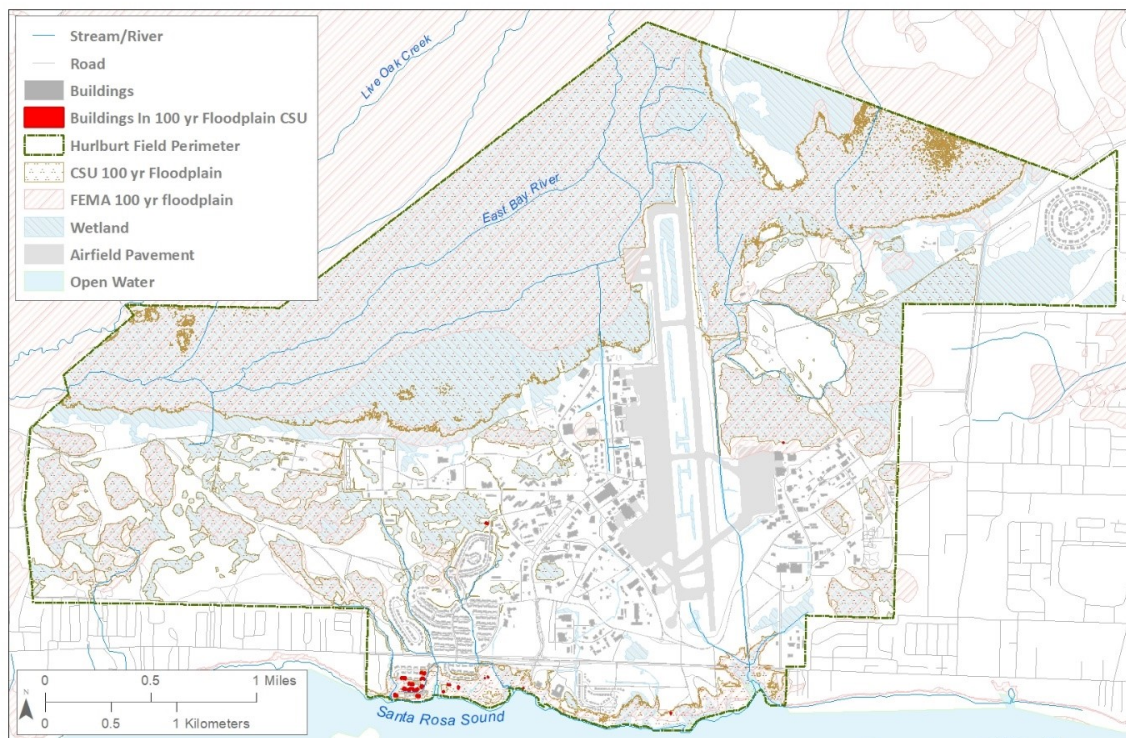 Stream/River
Road
Buildings
Buildings In 100 yr Floodplain CSU
Hurlburt Field Perimeter
CSU 100 yr Floodplain
FEMA 100 yr floodplain
Wetland
Airfield Pavement
Open Water
Live Oak Creek
East Bay River
0 0.5 1 Miles
N
0 0.5 1 Kilometers
Santa Rosa Sound